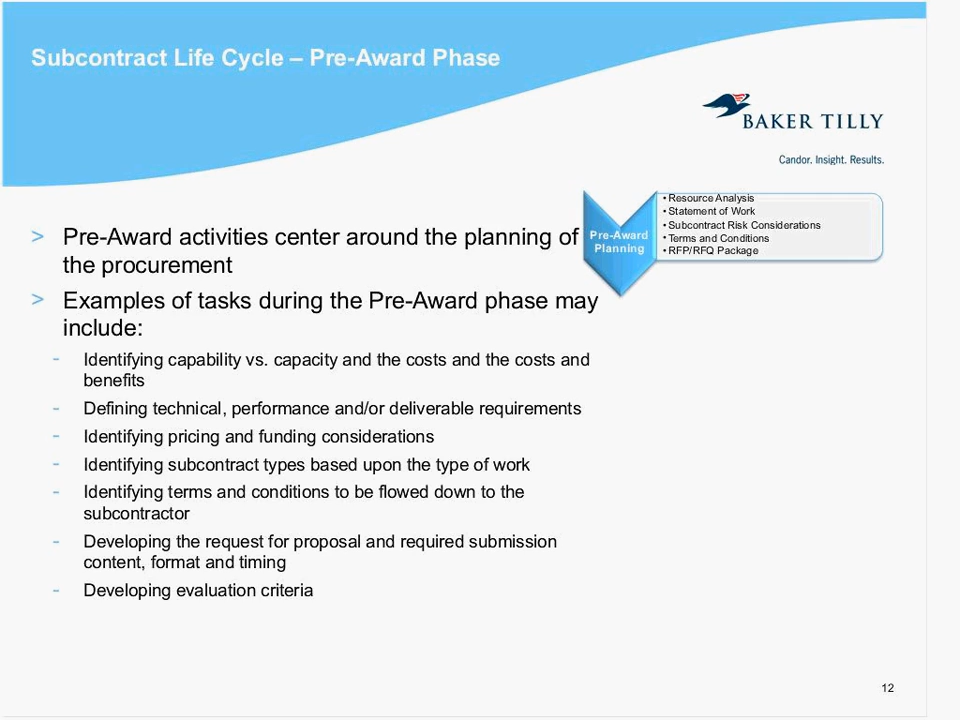 Subcontract Life Cycle – Pre-Award Phase
BAKER TILLY
Candor. Insight. Results.
> Pre-Award activities center around the planning of
the procurement
> Examples of tasks during the Pre-Award phase may
include:
- Identifying capability vs. capacity and the costs and the costs and
benefits
- Defining technical, performance and/or deliverable requirements
- Identifying pricing and funding considerations
- Identifying subcontract types based upon the type of work
- Identifying terms and conditions to be flowed down to the
subcontractor
- Developing the request for proposal and required submission
content, format and timing
- Developing evaluation criteria
Pre-Award
Planning
• Resource Analysis
• Statement of Work
• Subcontract Risk Considerations
• Terms and Conditions
• RFP/RFQ Package
12